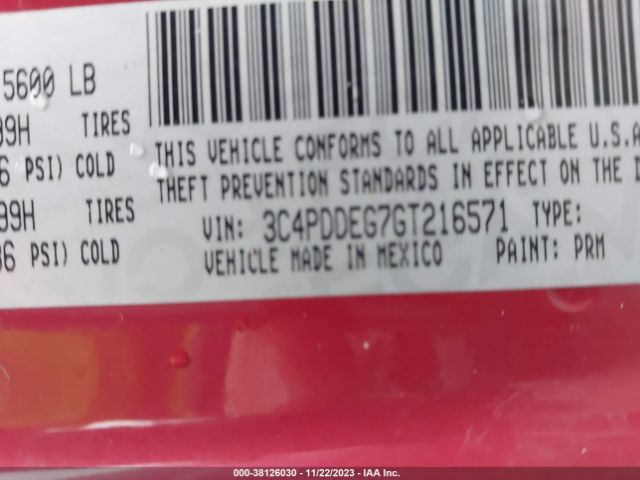 5600 LB
99H TIRES
6 PSI) COLD
99H TIRES
36 PSI) COLD
THIS VEHICLE CONFORMS TO ALL APPLICABLE U.S.A
THEFT PREVENTION STANDARDS IN EFFECT ON THE
VIN: 3C4PDDEG7GT216571 TYPE:
VEHICLE MADE IN MEXICO PAINT: PRM
000-38126030 - 11/22/2023 - IAA Inc.